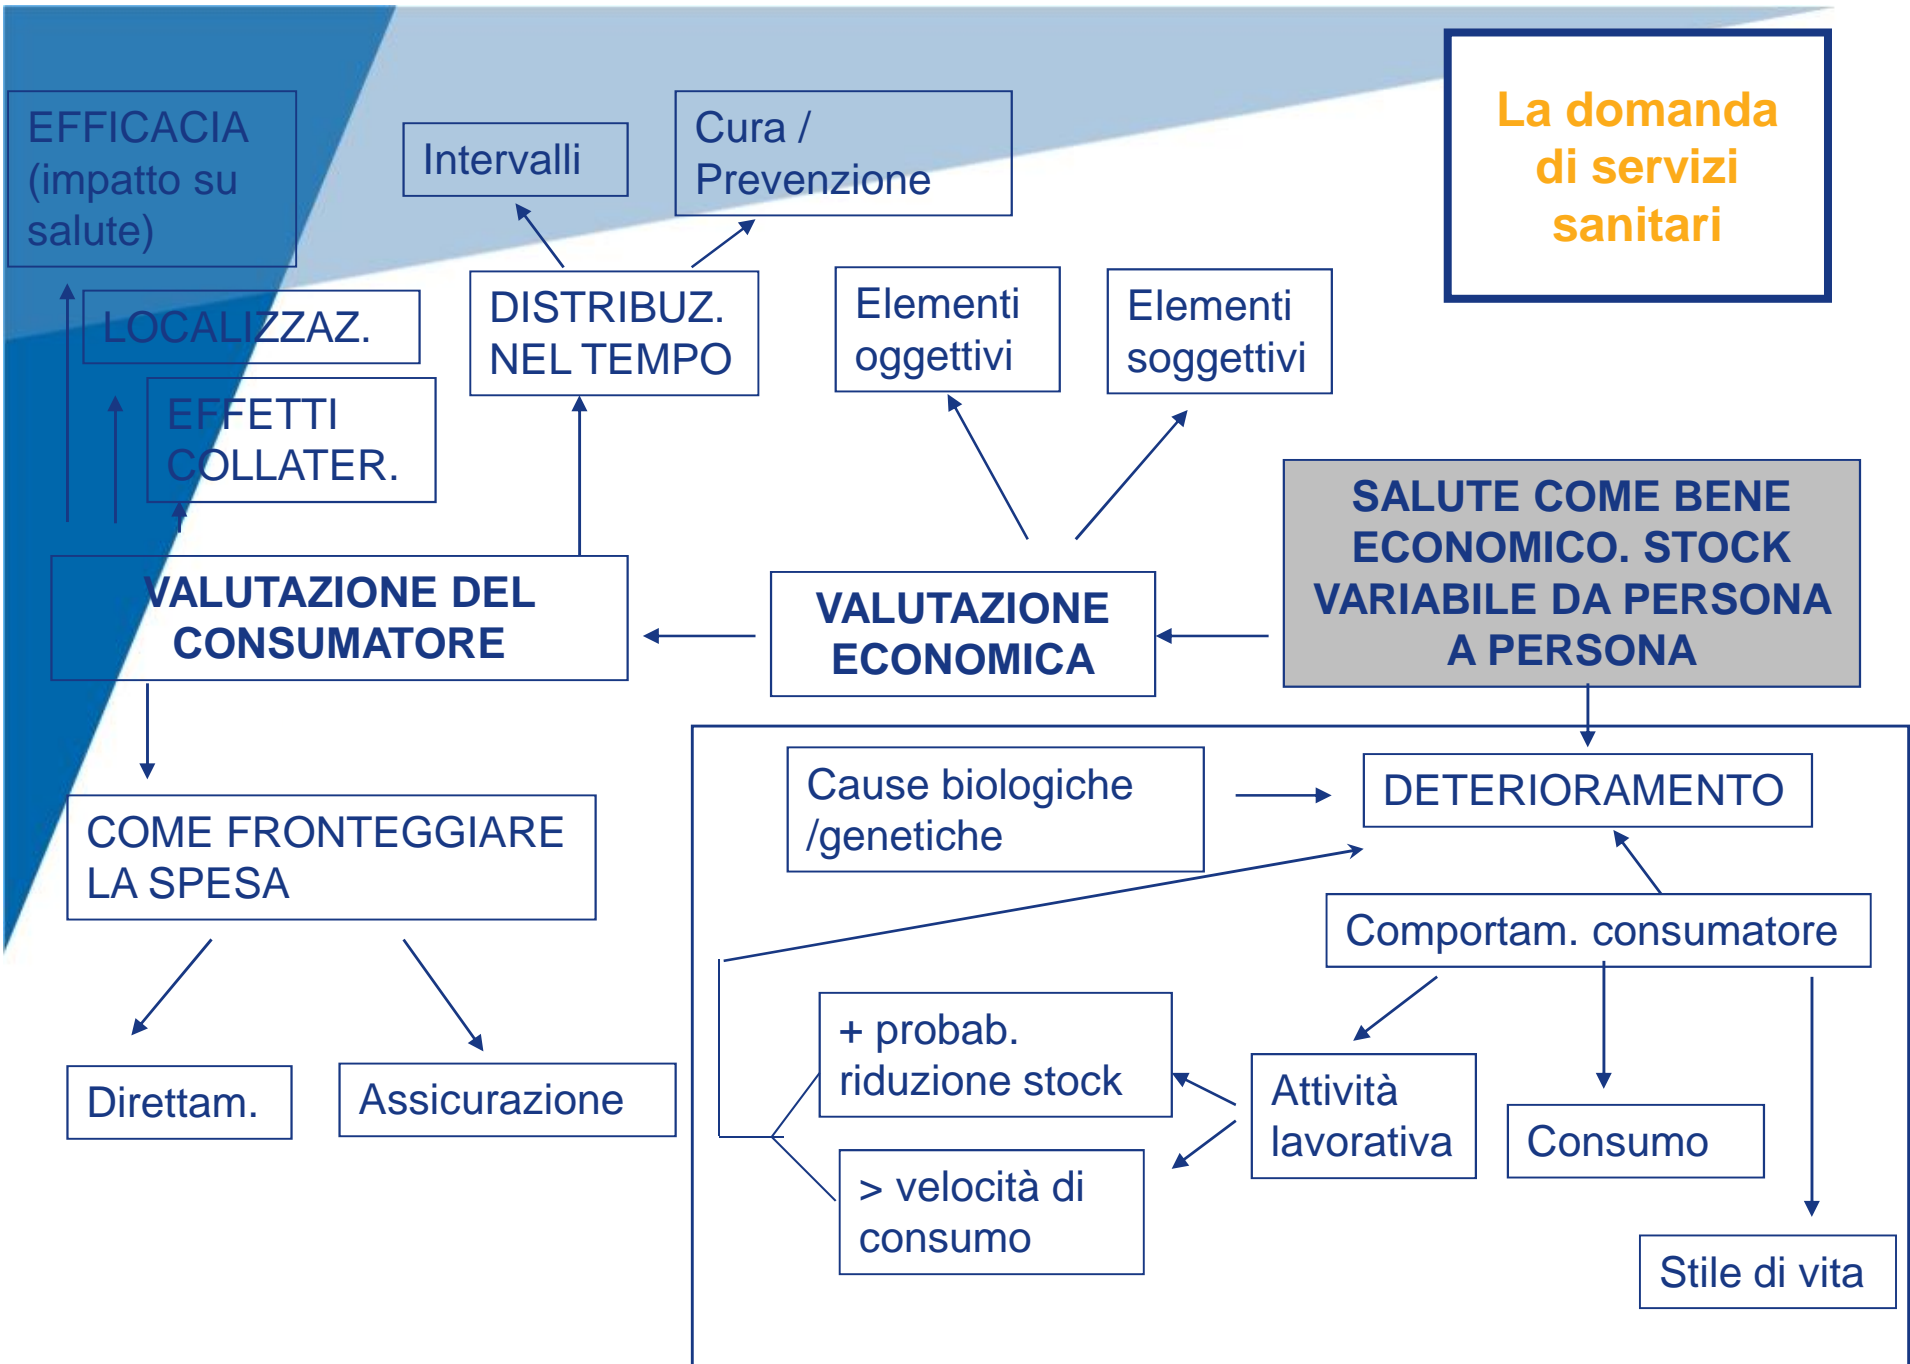 La domanda
di servizi
sanitari
EFFICACIA
(impatto su
salute)
Intervalli
Cura /
Prevenzione
LOCALIZZAZ.
EFFETTI
COLLATER.
DISTRIBUZ.
NEL TEMPO
Elementi
oggettivi
Elementi
soggettivi
VALUTAZIONE DEL
CONSUMATORE
VALUTAZIONE
ECONOMICA
SALUTE COME BENE
ECONOMICO. STOCK
VARIABILE DA PERSONA
A PERSONA
COME FRONTEGGIARE
LA SPESA
Direttam.
Assicurazione
Cause biologiche
/genetiche
DETERIORAMENTO
Comportam. consumatore
+ probab.
riduzione stock
> velocità di
consumo
Attività
lavorativa
Consumo
Stile di vita